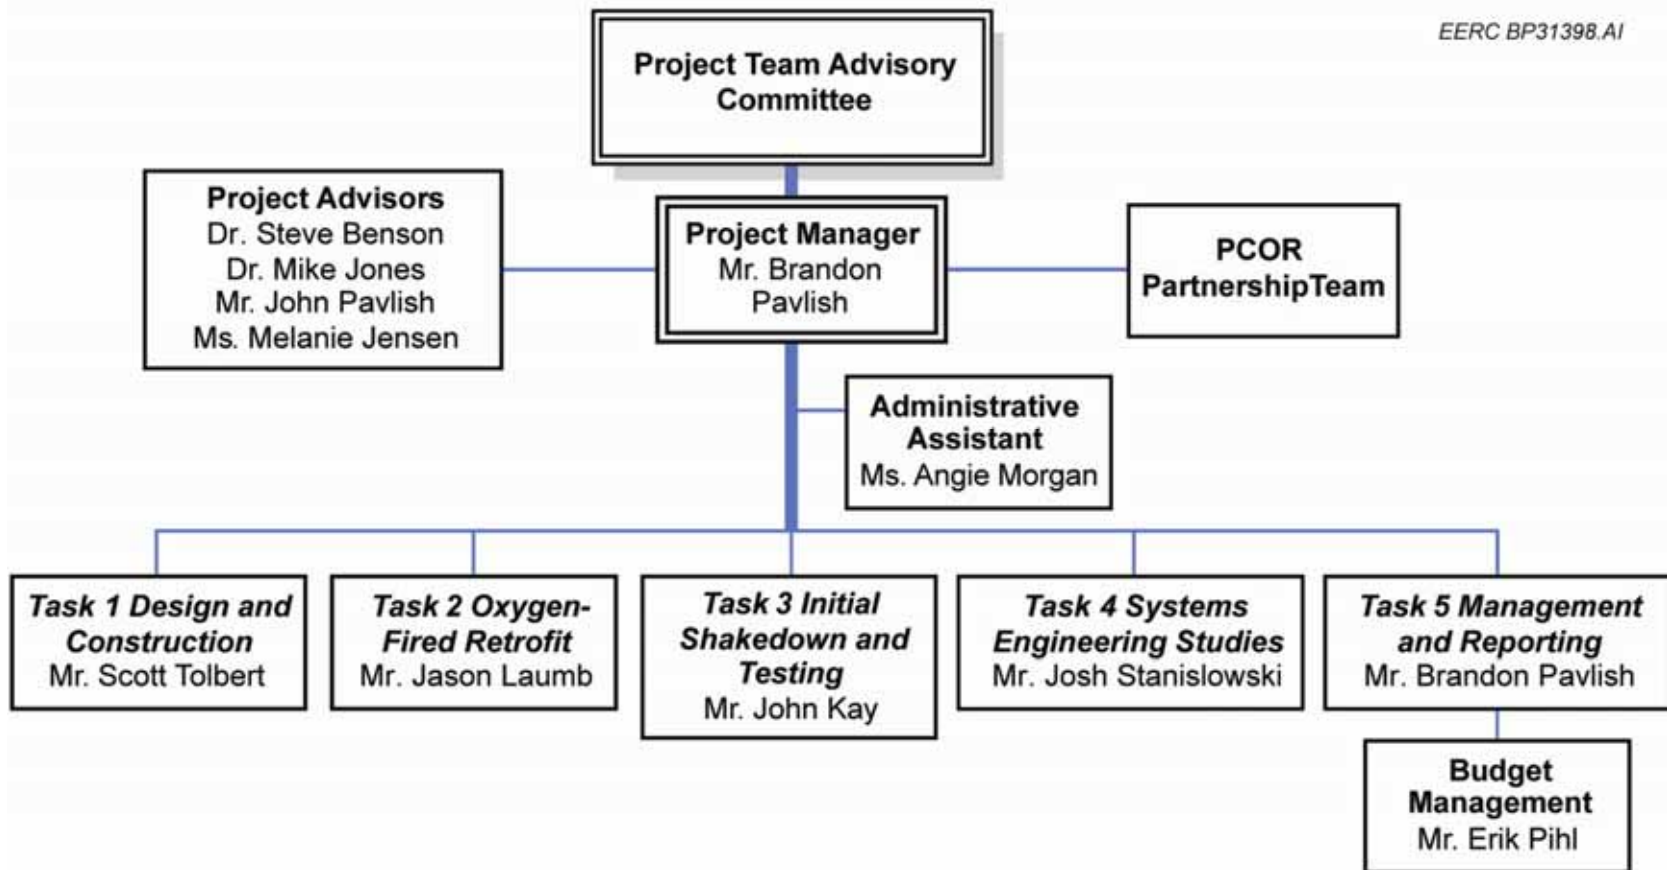 EERC BP31398.AI
Project Team Advisory
Committee
Project Advisors
Dr. Steve Benson
Dr. Mike Jones
Mr. John Pavlish
Ms. Melanie Jensen
Project Manager
Mr. Brandon
Pavlish
PCOR
PartnershipTeam
Administrative
Assistant
Ms. Angie Morgan
Task 1 Design and
Construction
Mr. Scott Tolbert
Task 2 Oxygen-
Fired Retrofit
Mr. Jason Laumb
Task 3 Initial
Shakedown and
Testing
Mr. John Kay
Task 4 Systems
Engineering Studies
Mr. Josh Stanislowski
Task 5 Management
and Reporting
Mr. Brandon Pavlish
Budget
Management
Mr. Erik Pihl